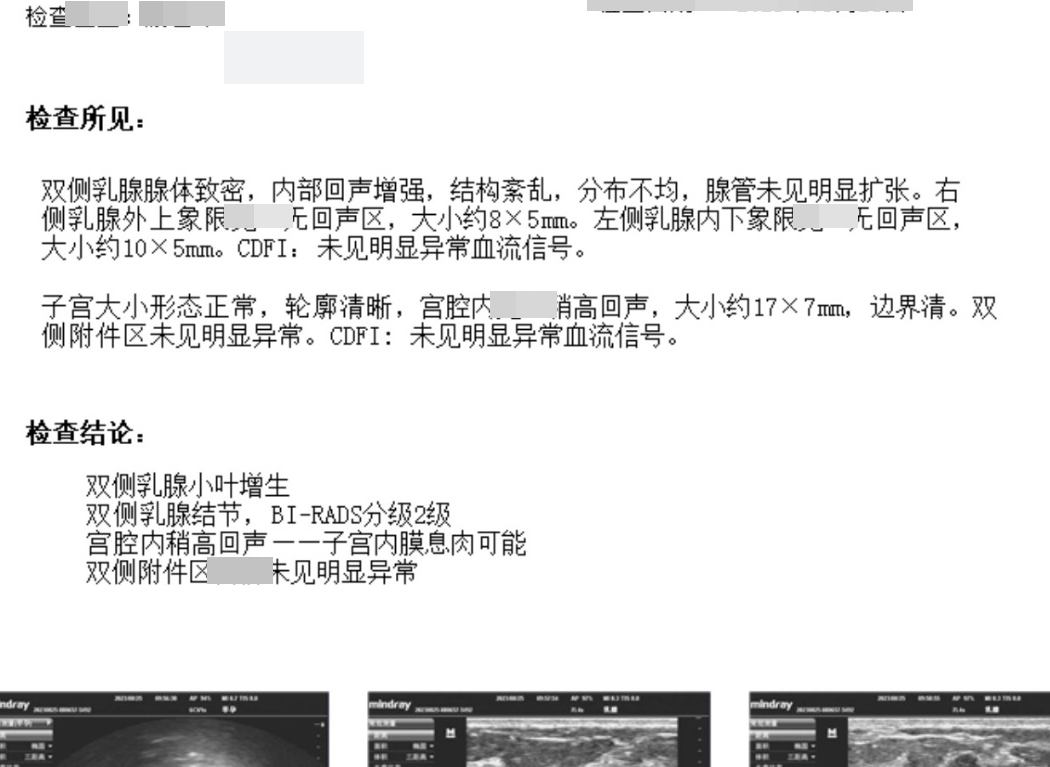 检查
检查所见：
双侧乳腺腺体致密，内部回声增强，结构紊乱，分布不均，腺管未见明显扩张。右
侧乳腺外上象限 无回声区，大小约8×5mm。左侧乳腺内下象限 无回声区，
大小约10×5mm。CDFI：未见明显异常血流信号。
子宫大小形态正常，轮廓清晰，宫腔内 稍高回声，大小约17×7mm，边界清。双
侧附件区未见明显异常。CDFI：未见明显异常血流信号。
检查结论：
双侧乳腺小叶增生
双侧乳腺结节，BI-RADS分级2级
宫腔内稍高回声——子宫内膜息肉可能
双侧附件区 未见明显异常
mindray
mindray